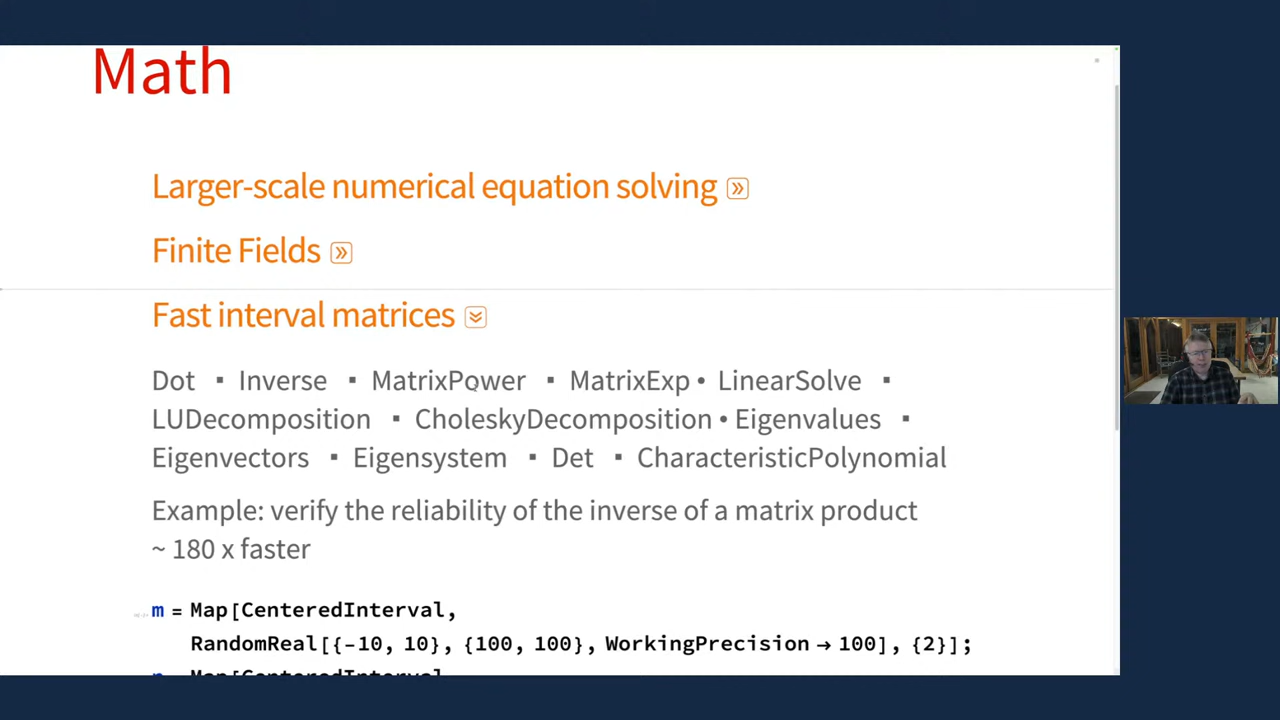 Math
Larger-scale numerical equation solving
Finite Fields
Fast interval matrices
Dot ▪ Inverse ▪ MatrixPower ▪ MatrixExp • LinearSolve ▪
LUDecomposition ▪ CholeskyDecomposition • Eigenvalues ▪
Eigenvectors ▪ Eigensystem ▪ Det ▪ CharacteristicPolynomial
Example: verify the reliability of the inverse of a matrix product
~ 180 x faster
m = Map[CenteredInterval,
RandomReal[{-10, 10}, {100, 100}, WorkingPrecision → 100], {2}];
n = Map[CenteredInterval,